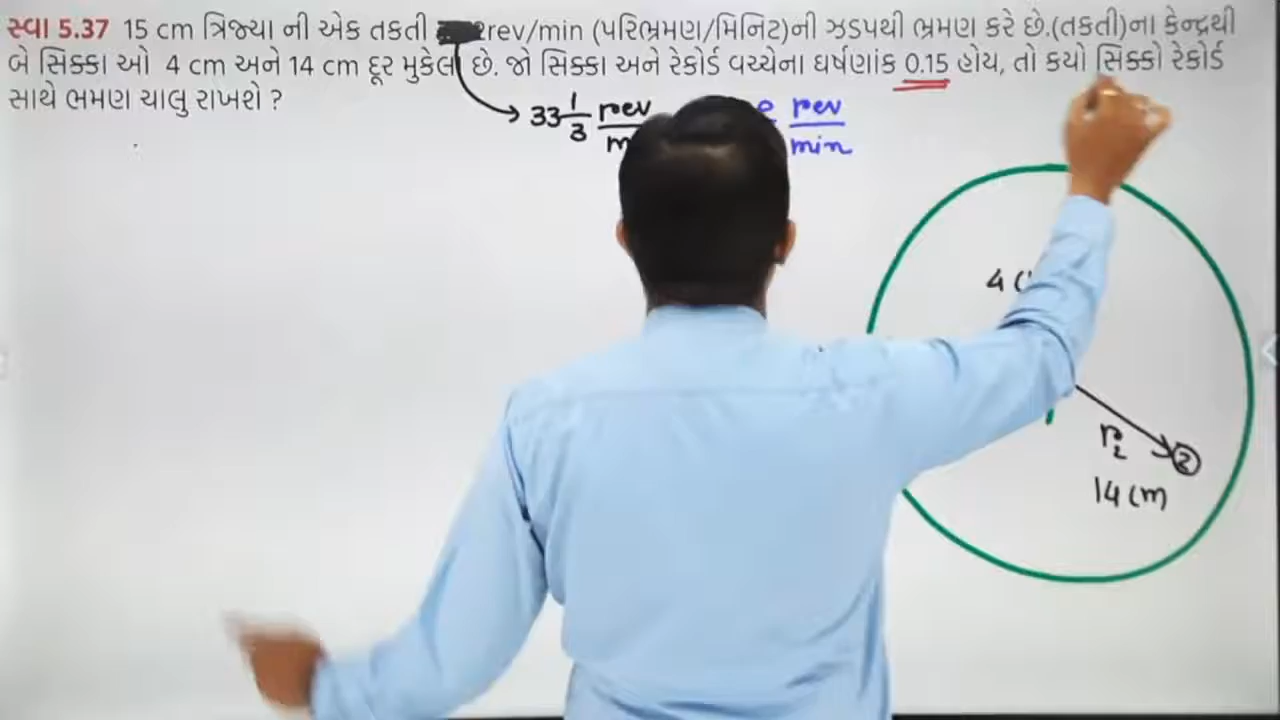 સ્વા 5.37 15 cm ત્રિજ્યા ની એક તકતી rev/min (પરિભ્રમણ/મિનિટ)ની ઝડપથી ભ્રમણ કરે છે.(તકતી)ના કેન્દ્રથી
બે સિક્કા ઓ 4 cm અને 14 cm દૂર મુકેલા છે. જો સિક્કા અને રેકોર્ડ વચ્ચેના ઘર્ષણાંક 0.15 હોય, તો કયો સિક્કો રેકોર્ડ
સાથે ભમણ ચાલુ રાખશે ?
33 1/3 rev
rev/min
4 C
r2
2
14 cm